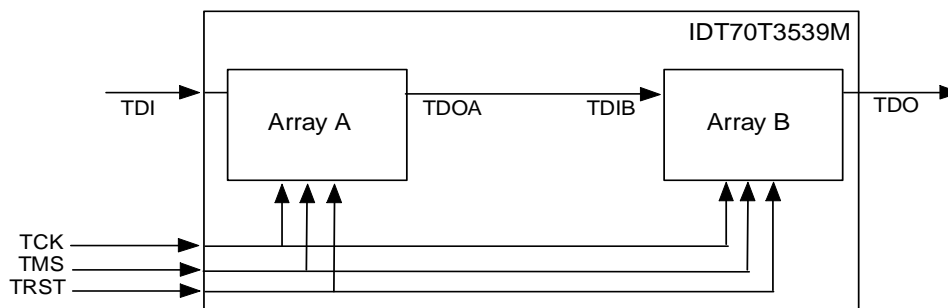 IDT70T3539M
TDI
Array A
TDOA
TDIB
Array B
TDO
TCK
TMS
TRST